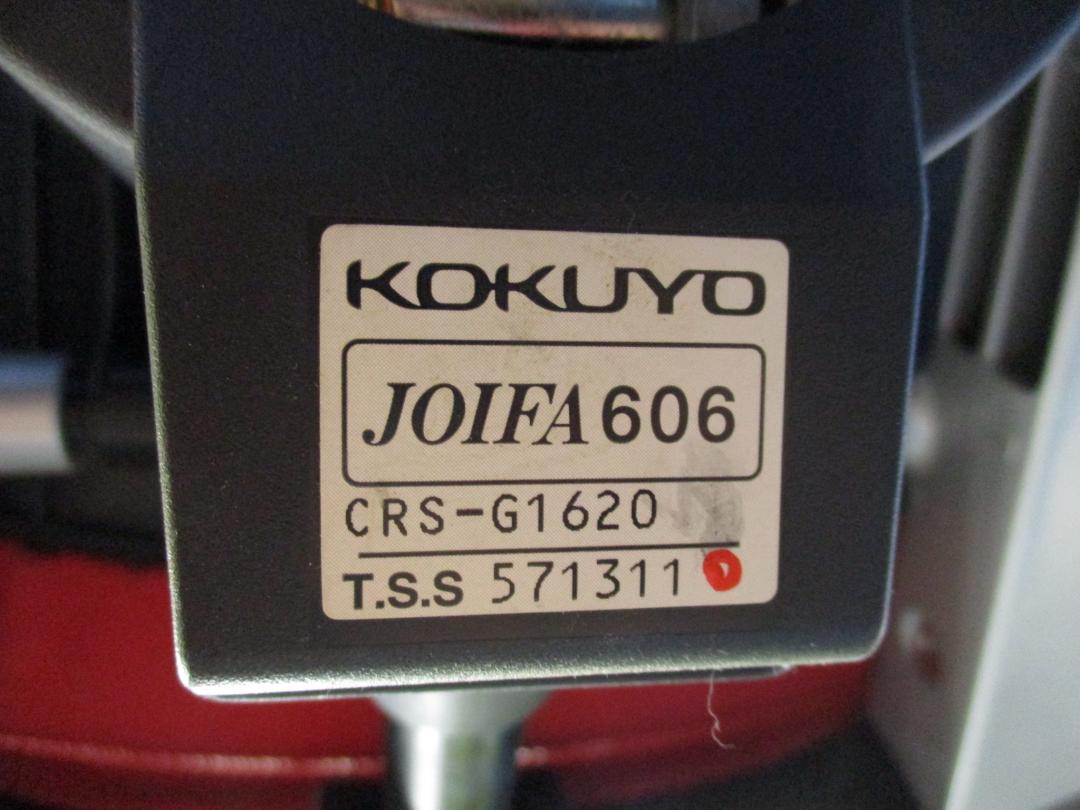 KOKUYO
JOIFA 606
CRS-G1620
T.S.S 571311